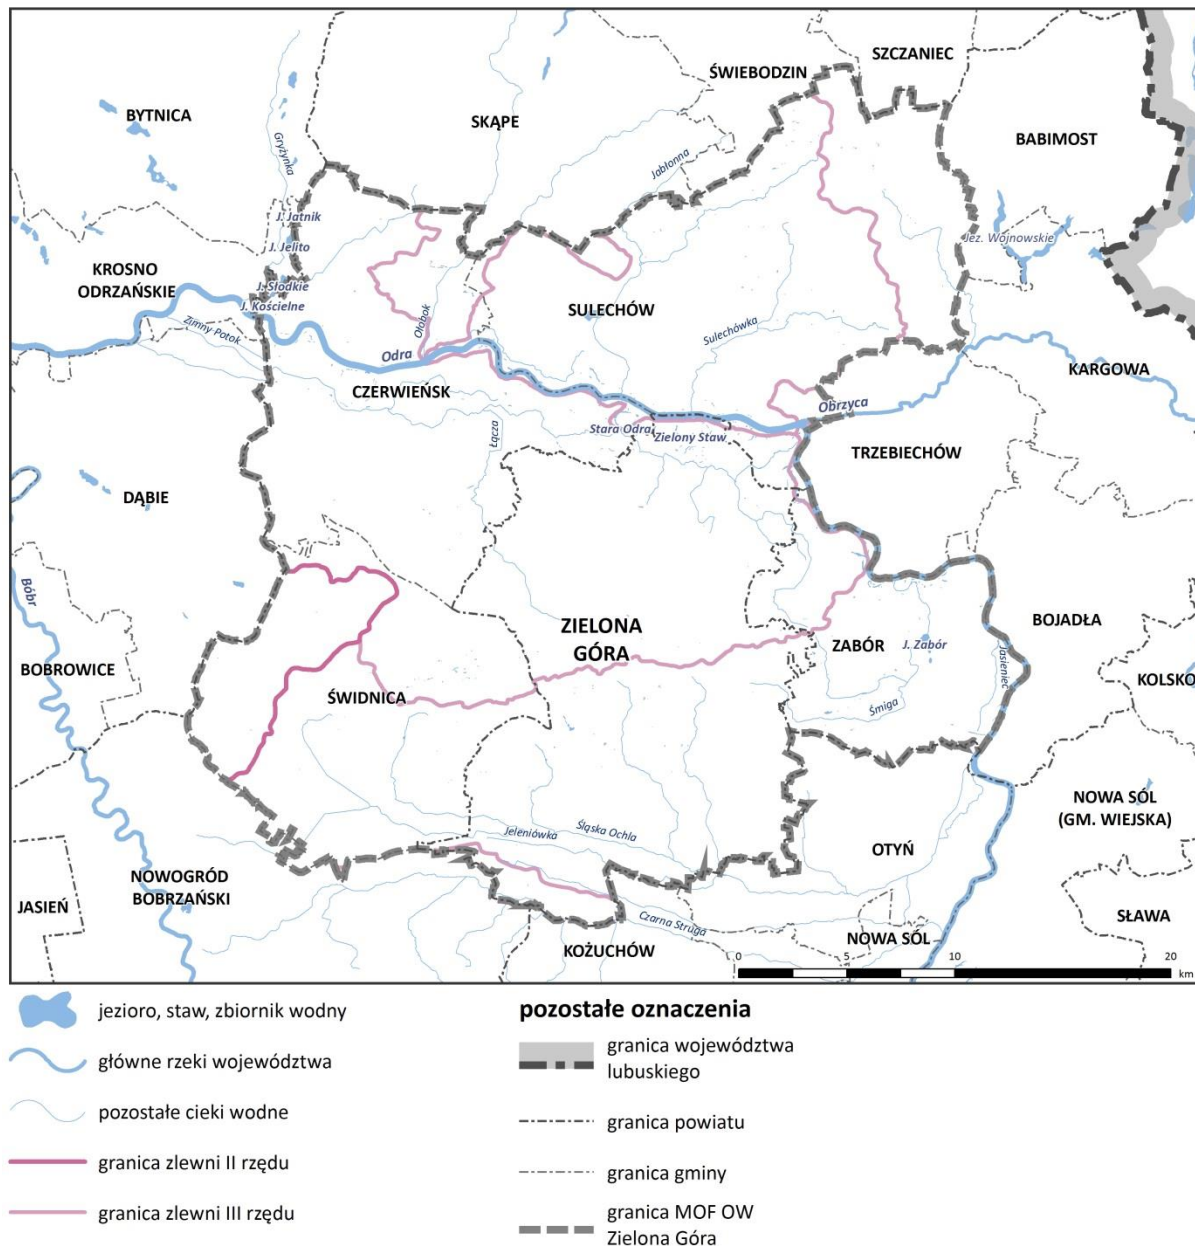 SZCZANIEC
ŚWIEBODZIN
BYTNICA
SKĄPE
BABIMOST
Gryżynka
Jabłonna
J. Jatnik
J. Jelito
Jez. Wojnowskie
KROSNO
ODRZAŃSKIE
J. Słodkie
J. Kościelne
SULECHÓW
Zimny Potok
Ołobok
Sulechówka
Odra
KARGOWA
CZERWIEŃSK
Obrzyca
Łącza
Stara Odra
Zielony Staw
TRZEBIECHÓW
DĄBIE
Bóbr
ZIELONA
GÓRA
BOJADŁA
ZABÓR
J. Zabór
Jasieniec
BOBROWICE
KOLSKO
ŚWIDNICA
Śmiga
NOWA SÓL
(GM. WIEJSKA)
Jeleniówka
Śląska Ochla
OTYŃ
NOWOGRÓD
BOBRZAŃSKI
JASIEŃ
SŁAWA
Czarna Struga
NOWA SÓL
KOŻUCHÓW
0 5 10 20
km
jezioro, staw, zbiornik wodny
główne rzeki województwa
pozostałe cieki wodne
granica zlewni II rzędu
granica zlewni III rzędu
pozostałe oznaczenia
granica województwa
lubuskiego
granica powiatu
granica gminy
granica MOF OW
Zielona Góra